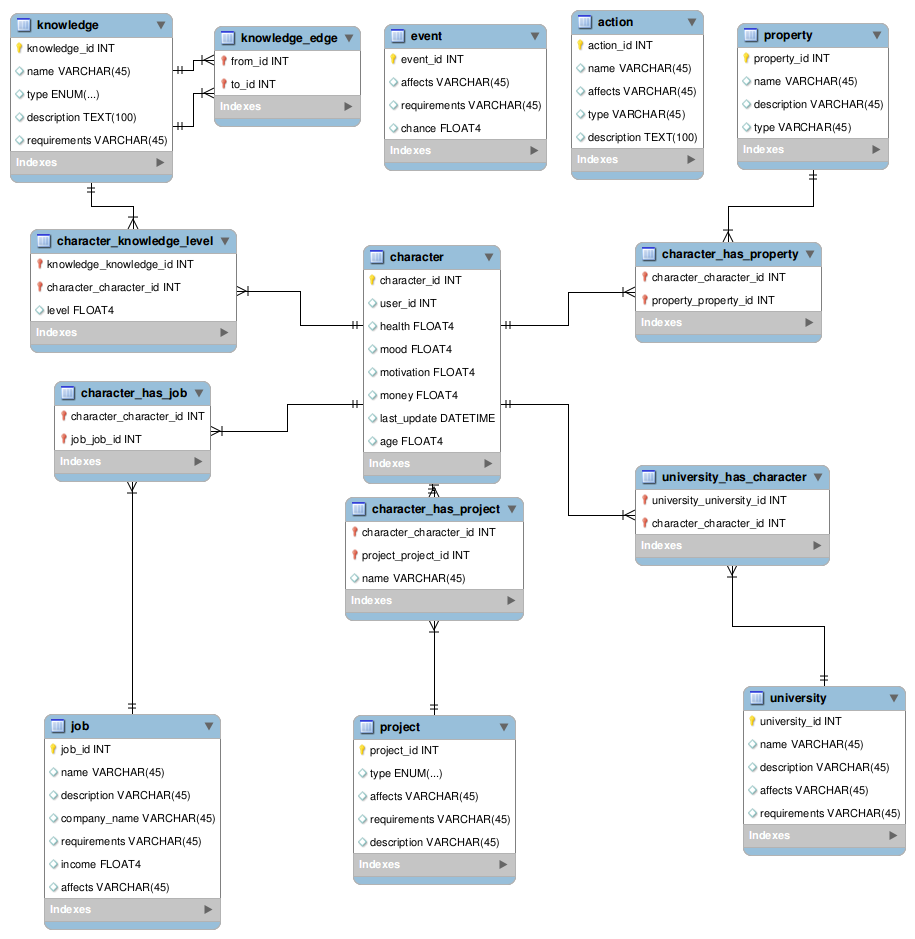 knowledge
knowledge_id INT
name VARCHAR(45)
type ENUM(...)
description TEXT(100)
requirements VARCHAR(45)
Indexes
knowledge_edge
from_id INT
to_id INT
Indexes
event
event_id INT
affects VARCHAR(45)
requirements VARCHAR(45)
chance FLOAT4
Indexes
action
action_id INT
name VARCHAR(45)
affects VARCHAR(45)
type VARCHAR(45)
description TEXT(100)
Indexes
property
property_id INT
name VARCHAR(45)
description VARCHAR(45)
type VARCHAR(45)
Indexes
character_knowledge_level
knowledge_knowledge_id INT
character_character_id INT
level FLOAT4
Indexes
character
character_id INT
user_id INT
health FLOAT4
mood FLOAT4
motivation FLOAT4
money FLOAT4
last_update DATETIME
age FLOAT4
Indexes
character_has_property
character_character_id INT
property_property_id INT
Indexes
character_has_job
character_character_id INT
job_job_id INT
Indexes
character_has_project
character_character_id INT
project_project_id INT
name VARCHAR(45)
Indexes
university_has_character
university_university_id INT
character_character_id INT
Indexes
job
job_id INT
name VARCHAR(45)
description VARCHAR(45)
company_name VARCHAR(45)
requirements VARCHAR(45)
income FLOAT4
affects VARCHAR(45)
Indexes
project
project_id INT
type ENUM(...)
affects VARCHAR(45)
requirements VARCHAR(45)
description VARCHAR(45)
Indexes
university
university_id INT
name VARCHAR(45)
description VARCHAR(45)
affects VARCHAR(45)
requirements VARCHAR(45)
Indexes